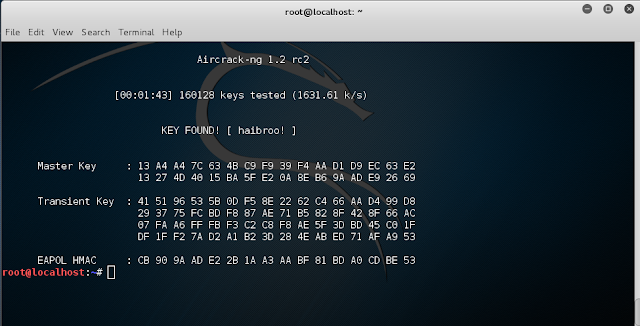 root@localhost: ~
File Edit View Search Terminal Help
Aircrack-ng 1.2 rc2
[00:01:43] 160128 keys tested (1631.61 k/s)
KEY FOUND! [ haibroo! ]
Master Key : 13 A4 A4 7C 63 4B C9 F9 39 F4 AA D1 D9 EC 63 E2
13 27 4D 40 15 BA 5F E2 0A 8E B6 9A AD E9 26 69
Transient Key : 41 51 96 53 5B 0D F5 8E 22 62 C4 66 AA D4 99 D8
29 37 75 FC BD F8 87 AE 71 B5 82 8F 42 8F 66 AC
07 FA A6 FF FB F3 C2 C8 F8 AE 5F 3D BD 45 C0 1F
DF 1F F2 7A D2 A1 B2 3D 28 4E AB ED 71 AF A9 53
EAPOL HMAC : CB 90 9A AD E2 2B 1A A3 AA BF 81 BD A0 CD BE 53
root@localhost:~#